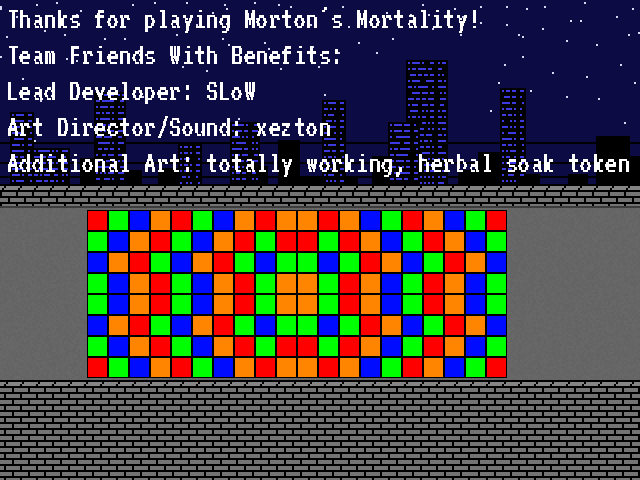 Thanks for playing Morton's Mortality!
Team Friends With Benefits:
Lead Developer: SLoW
Art Director/Sound: xezton
Additional Art: totally working, herbal soak token